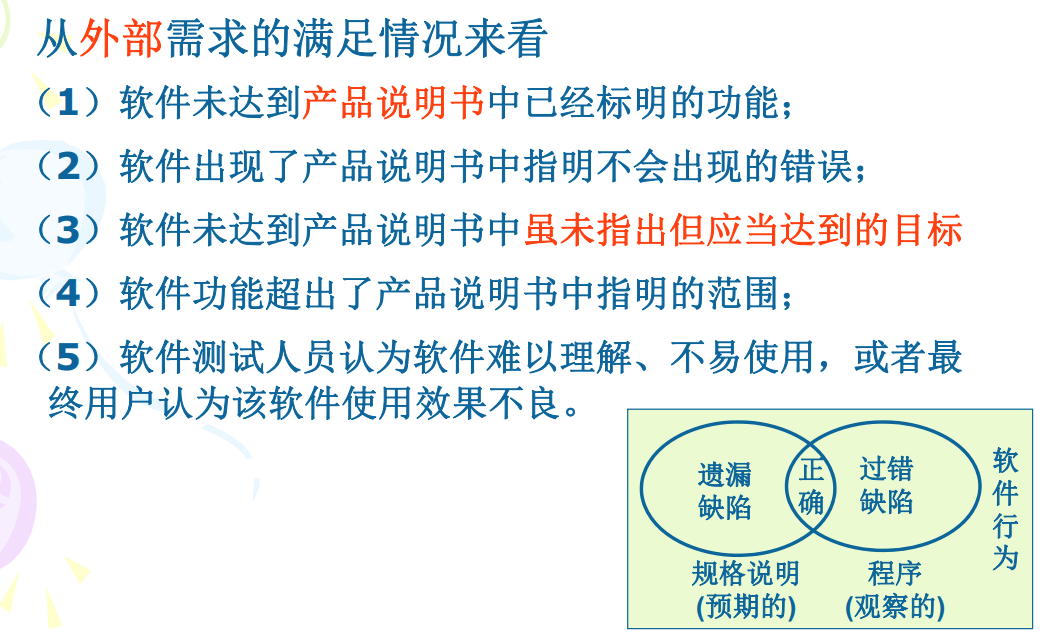 从外部需求的满足情况来看
（1）软件未达到产品说明书中已经标明的功能；
（2）软件出现了产品说明书中指明不会出现的错误；
（3）软件未达到产品说明书中虽未指出但应当达到的目标
（4）软件功能超出了产品说明书中指明的范围；
（5）软件测试人员认为软件难以理解、不易使用，或者最
终用户认为该软件使用效果不良。
遗漏
缺陷
正
确
过错
缺陷
软
件
行
为
规格说明
(预期的)
程序
(观察的)